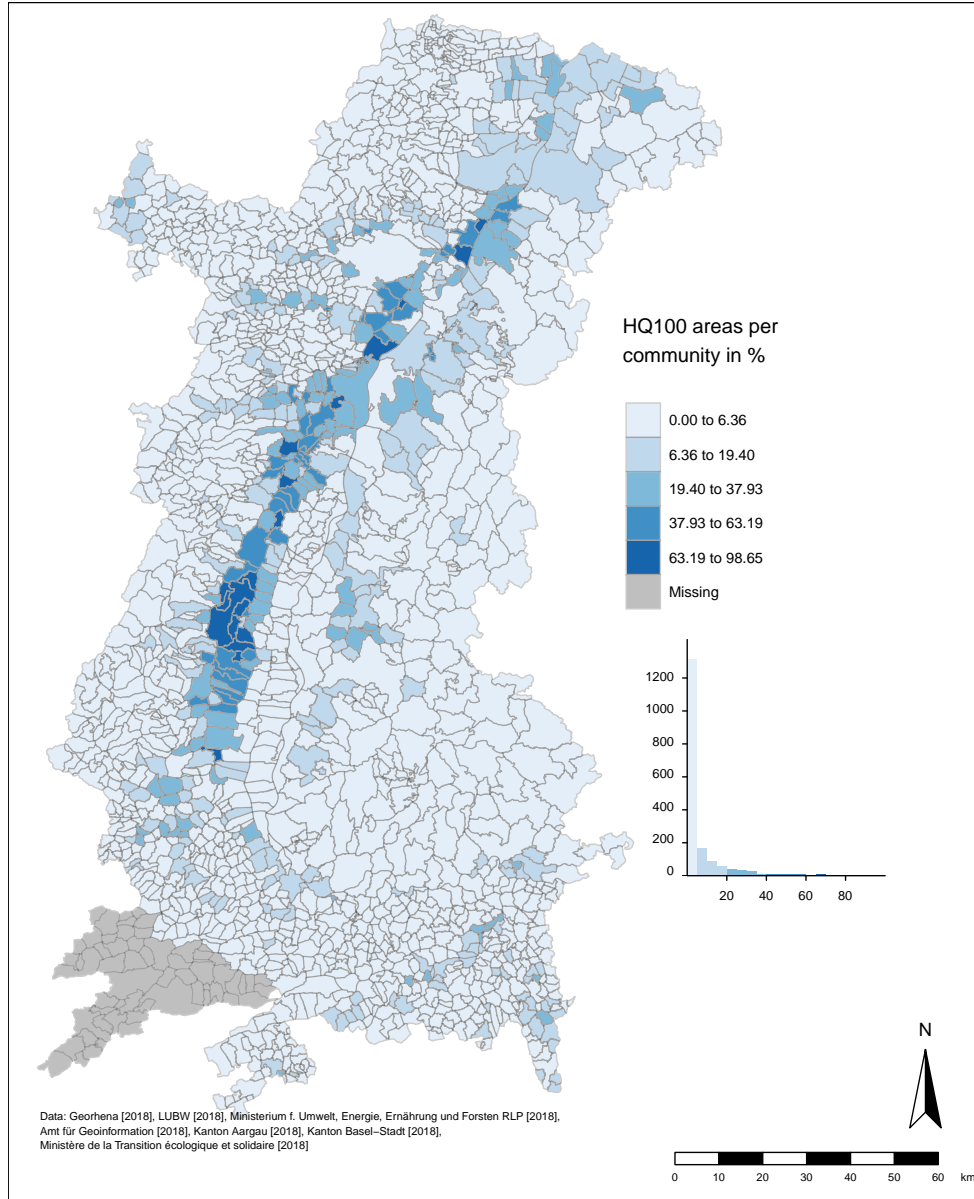 HQ100 areas per
community in %
0.00 to 6.36
6.36 to 19.40
19.40 to 37.93
37.93 to 63.19
63.19 to 98.65
Missing
1200
1000
800
600
400
200
0
20 40 60 80
N
Data: Georhena [2018], LUBW [2018], Ministerium f. Umwelt, Energie, Ernährung und Forsten RLP [2018],
Amt für Geoinformation [2018], Kanton Aargau [2018], Kanton Basel–Stadt [2018],
Ministère de la Transition écologique et solidaire [2018]
0 10 20 30 40 50 60 km